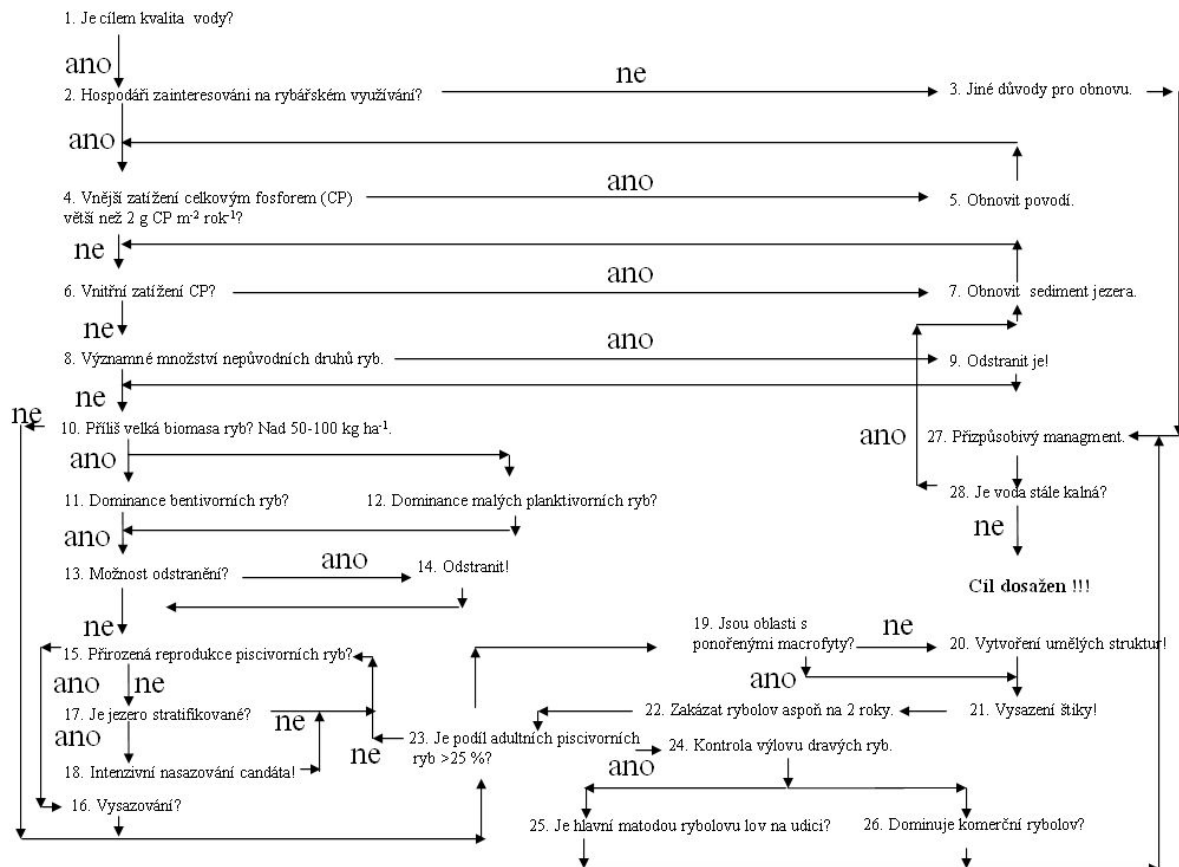 1. Je cílem kvalita vody?
ano
2. Hospodáři zainteresováni na rybářském využívání?
ne
3. Jiné důvody pro obnovu.
ano
4. Vnější zatížení celkovým fosforem (CP)
větší než 2 g CP m-2 rok-1?
ano
5. Obnovit povodí.
ne
6. Vnitřní zatížení CP?
ano
7. Obnovit sediment jezera.
ne
8. Významné množství nepůvodních druhů ryb.
ano
9. Odstranit je!
ne
ne
10. Příliš velká biomasa ryb? Nad 50-100 kg ha-1.
ano
27. Přizpůsobivý managment.
ano
11. Dominance bentivorních ryb?
12. Dominance malých planktivorních ryb?
28. Je voda stále kalná?
ano
ne
13. Možnost odstranění?
ano
14. Odstranit!
Cíl dosažen !!!
ne
19. Jsou oblasti s
ponořenými macrofyty?
ne
20. Vytvoření umělých struktur!
15. Přirozená reprodukce piscivorních ryb?
ano
ne
ano
17. Je jezero stratifikované?
ne
22. Zakázat rybolov aspoň na 2 roky.
21. Vysazení štiky!
ano
23. Je podíl adultních piscivorních
ryb >25 %?
ne
24. Kontrola výlovu dravých ryb.
ano
18. Intenzivní nasazování candáta!
16. Vysazování?
25. Je hlavní matodou rybolovu lov na udici?
26. Dominuje komerční rybolov?